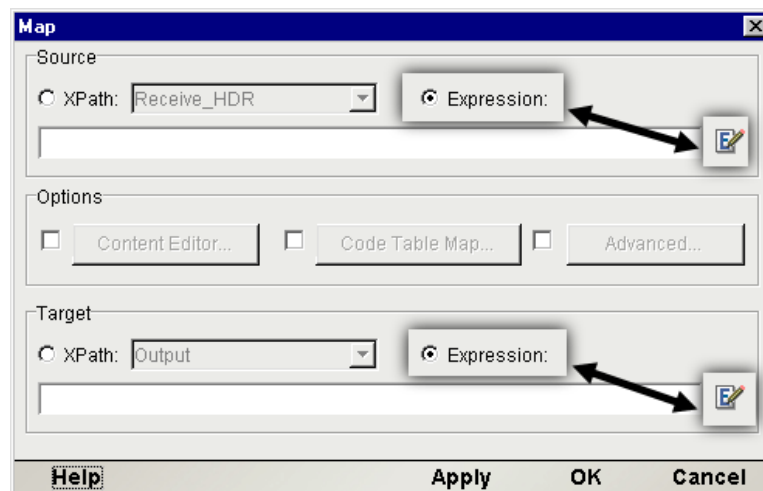 Map
Source
XPath: Receive_HDR Expression:
E
Options
Content Editor... Code Table Map... Advanced...
Target
XPath: Output Expression:
E
Help Apply OK Cancel